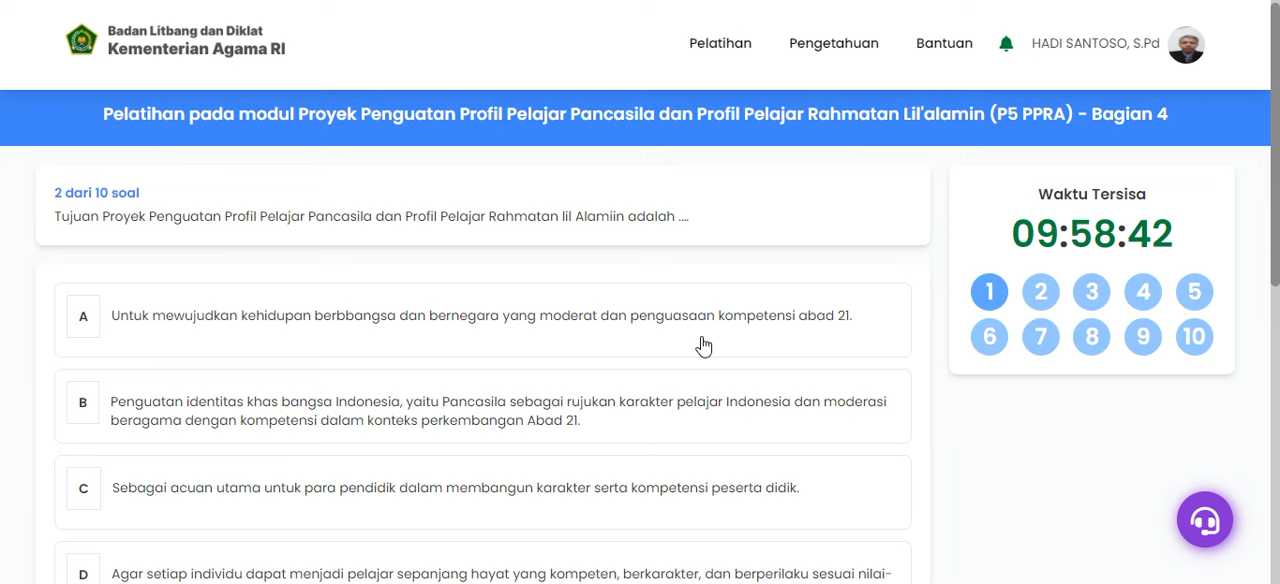 Badan Litbang dan Diklat
Kementerian Agama RI
Pelatihan
Pengetahuan
Bantuan
HADI SANTOSO, S.Pd
Pelatihan pada modul Proyek Penguatan Profil Pelajar Pancasila dan Profil Pelajar Rahmatan Lil'alamin (P5 PPRA) - Bagian 4
2 dari 10 soal
Tujuan Proyek Penguatan Profil Pelajar Pancasila dan Profil Pelajar Rahmatan lil Alamiin adalah ....
A
Untuk mewujudkan kehidupan berbbangsa dan bernegara yang moderat dan penguasaan kompetensi abad 21.
B
Penguatan identitas khas bangsa Indonesia, yaitu Pancasila sebagai rujukan karakter pelajar Indonesia dan moderasi
beragama dengan kompetensi dalam konteks perkembangan Abad 21.
C
Sebagai acuan utama untuk para pendidik dalam membangun karakter serta kompetensi peserta didik.
D
Agar setiap individu dapat menjadi pelajar sepanjang hayat yang kompeten, berkarakter, dan berperilaku sesuai nilai-
Waktu Tersisa
09:58:42
1 2 3 4 5
6 7 8 9 10